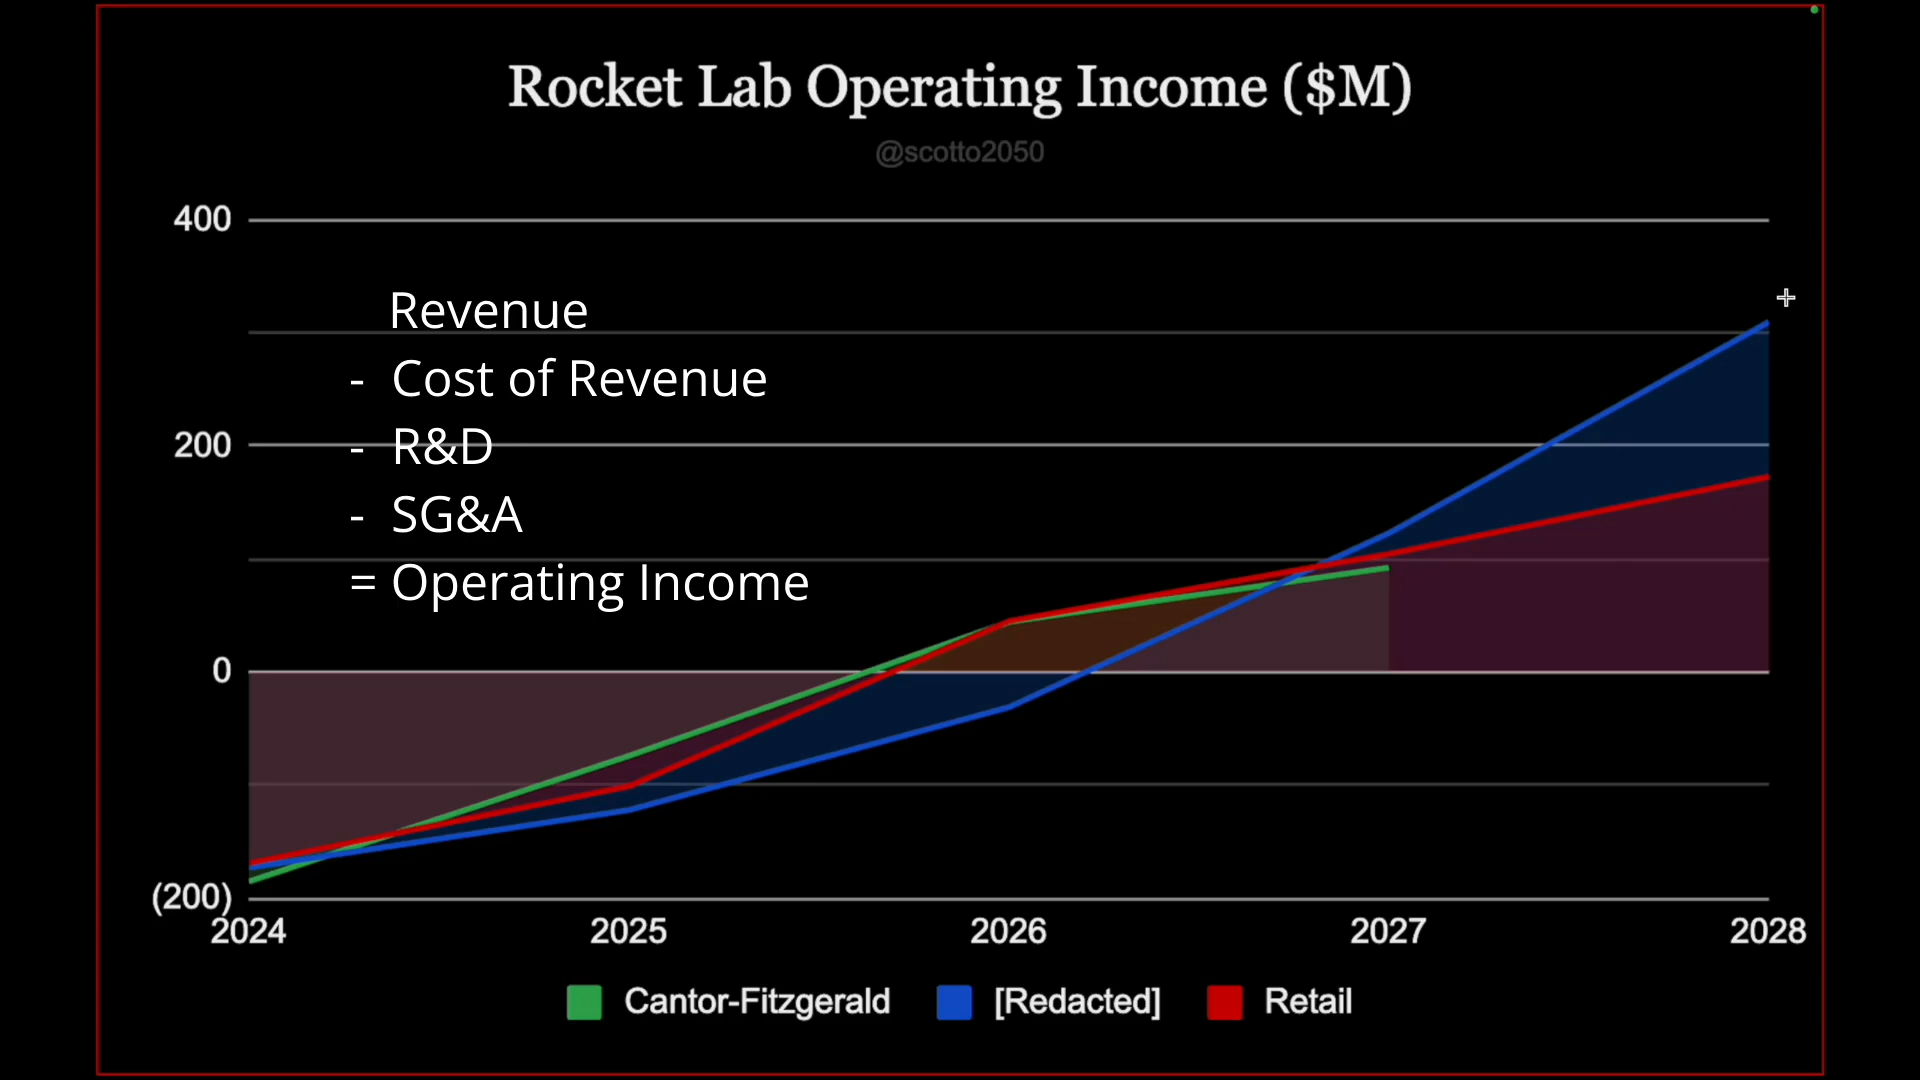 Rocket Lab Operating Income ($M)
@scotto2050
400
Revenue
- Cost of Revenue
200
- R&D
- SG&A
= Operating Income
0
(200)
2024 2025 2026 2027 2028
Cantor-Fitzgerald [Redacted] Retail